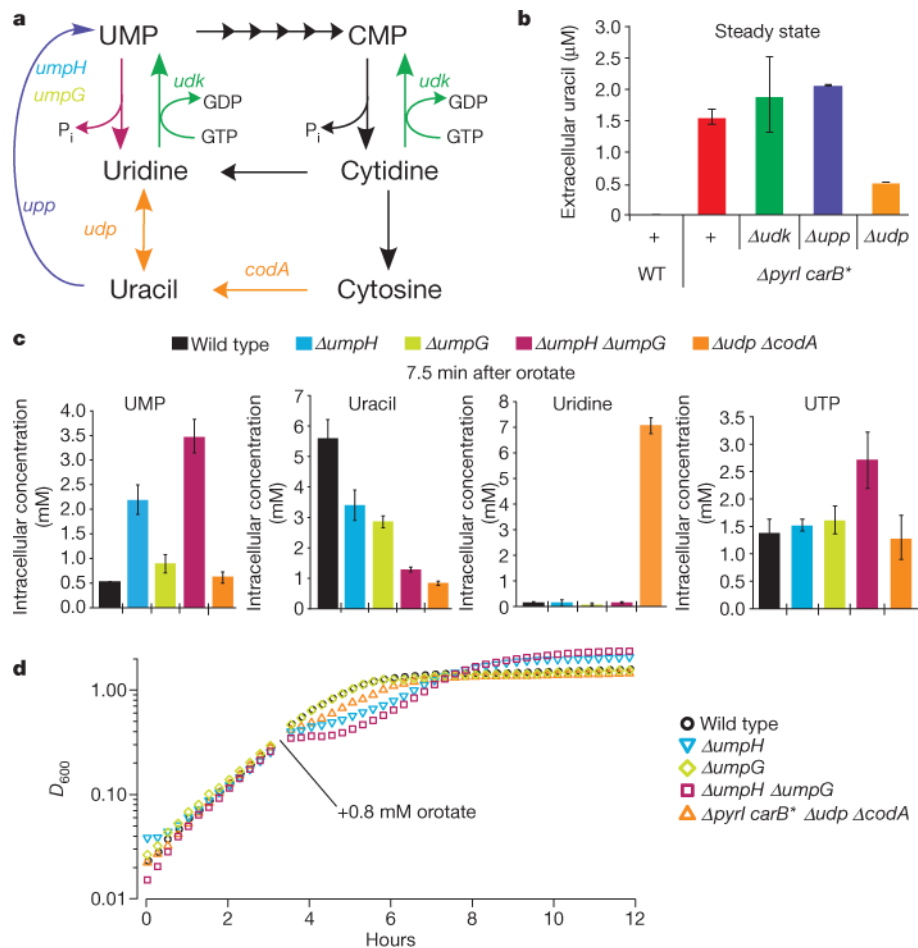 a
UMP
CMP
umpH
umpG
udk
udk
GDP
GDP
Pi
GTP
Pi
GTP
Uridine
Cytidine
upp
udp
codA
Uracil
Cytosine
b
Steady state
Extracellular uracil (μM)
2.5
2.0
1.5
1.0
0.5
0
+
+
Δudk
Δupp
Δudp
WT
ΔpyrI carB*
c
Wild type
ΔumpH
ΔumpG
ΔumpH ΔumpG
Δudp ΔcodA
7.5 min after orotate
UMP
Intracellular concentration
(mM)
4.0
3.5
3.0
2.5
2.0
1.5
1.0
0.5
0.0
Uracil
Intracellular concentration
(mM)
7
6
5
4
3
2
1
0
Uridine
Intracellular concentration
(mM)
8
7
6
5
4
3
2
1
0
UTP
Intracellular concentration
(mM)
3.5
3.0
2.5
2.0
1.5
1.0
0.5
0.0
d
D600
1.00
0.10
0.01
+0.8 mM orotate
0
2
4
6
8
10
12
Hours
Wild type
ΔumpH
ΔumpG
ΔumpH ΔumpG
ΔpyrI carB* Δudp ΔcodA